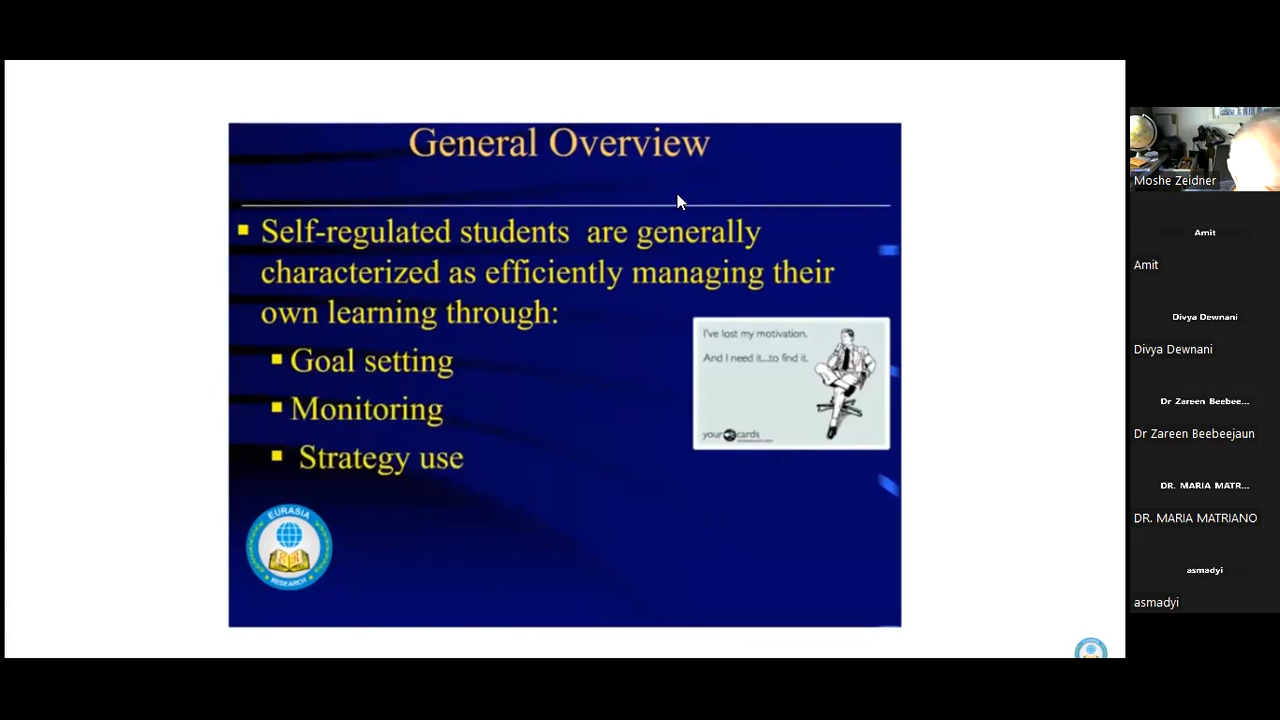 General Overview
Self-regulated students are generally
characterized as efficiently managing their
own learning through:
Goal setting
Monitoring
Strategy use
I've lost my motivation.
And I need it...to find it.
your cards
EURASIA
RESEARCH
Moshe Zeidner
Amit
Amit
Divya Dewnani
Divya Dewnani
Dr Zareen Beebee...
Dr Zareen Beebeejaun
DR. MARIA MATR...
DR. MARIA MATRIANO
asmadyi
asmadyi